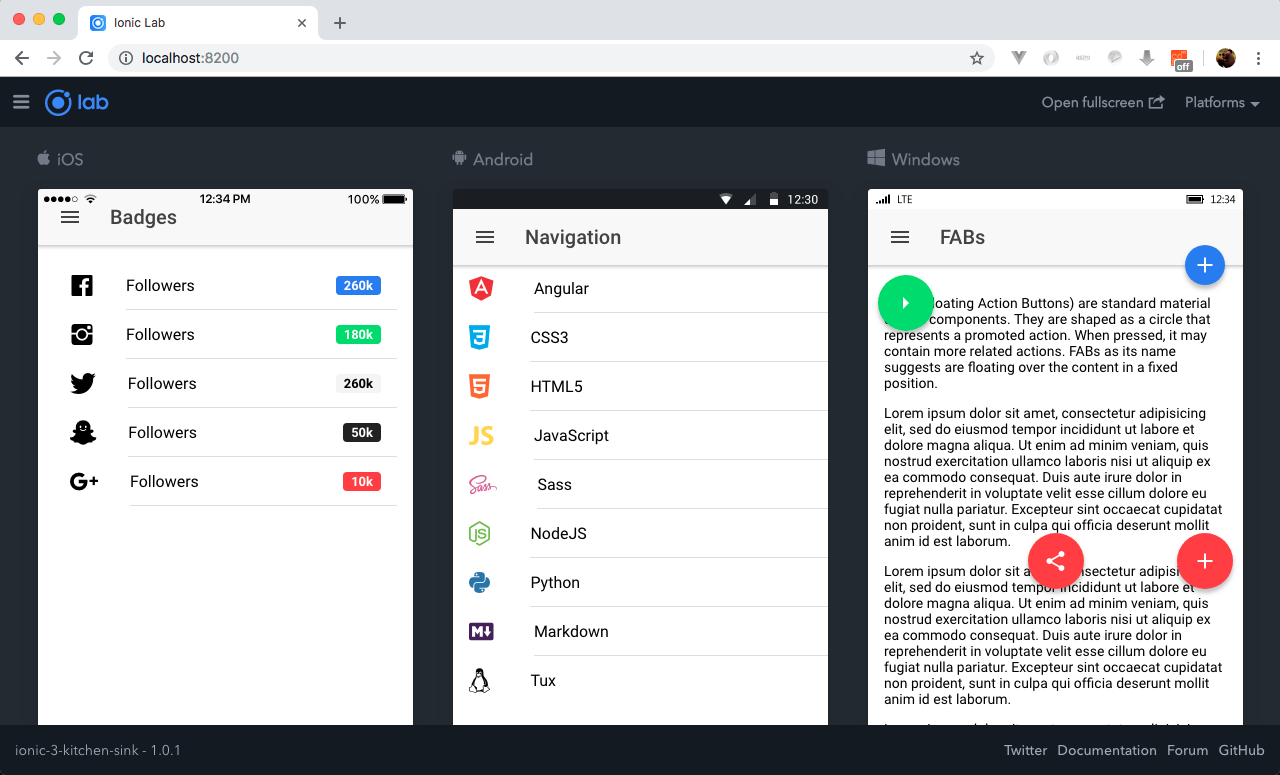 Ionic Lab
localhost:8200
off
lab
Open fullscreen
Platforms
iOS
Android
Windows
12:34 PM
100%
Badges
Followers
260k
Followers
180k
Followers
260k
Followers
50k
Followers
10k
12:30
Navigation
Angular
CSS3
HTML5
JavaScript
Sass
NodeJS
Python
Markdown
Tux
LTE
12:34
FABs
loating Action Buttons) are standard material
components. They are shaped as a circle that
represents a promoted action. When pressed, it may
contain more related actions. FABs as its name
suggests are floating over the content in a fixed
position.
Lorem ipsum dolor sit amet, consectetur adipisicing
elit, sed do eiusmod tempor incididunt ut labore et
dolore magna aliqua. Ut enim ad minim veniam, quis
nostrud exercitation ullamco laboris nisi ut aliquip ex
ea commodo consequat. Duis aute irure dolor in
reprehenderit in voluptate velit esse cillum dolore eu
fugiat nulla pariatur. Excepteur sint occaecat cupidatat
non proident, sunt in culpa qui officia deserunt mollit
anim id est laborum.
Lorem ipsum dolor sit a nsectetur adipisi
elit, sed do eiusmod tempor incididunt ut labore et
dolore magna aliqua. Ut enim ad minim veniam, quis
nostrud exercitation ullamco laboris nisi ut aliquip ex
ea commodo consequat. Duis aute irure dolor in
reprehenderit in voluptate velit esse cillum dolore eu
fugiat nulla pariatur. Excepteur sint occaecat cupidatat
non proident, sunt in culpa qui officia deserunt mollit
anim id est laborum.
ionic-3-kitchen-sink - 1.0.1
Twitter
Documentation
Forum
GitHub